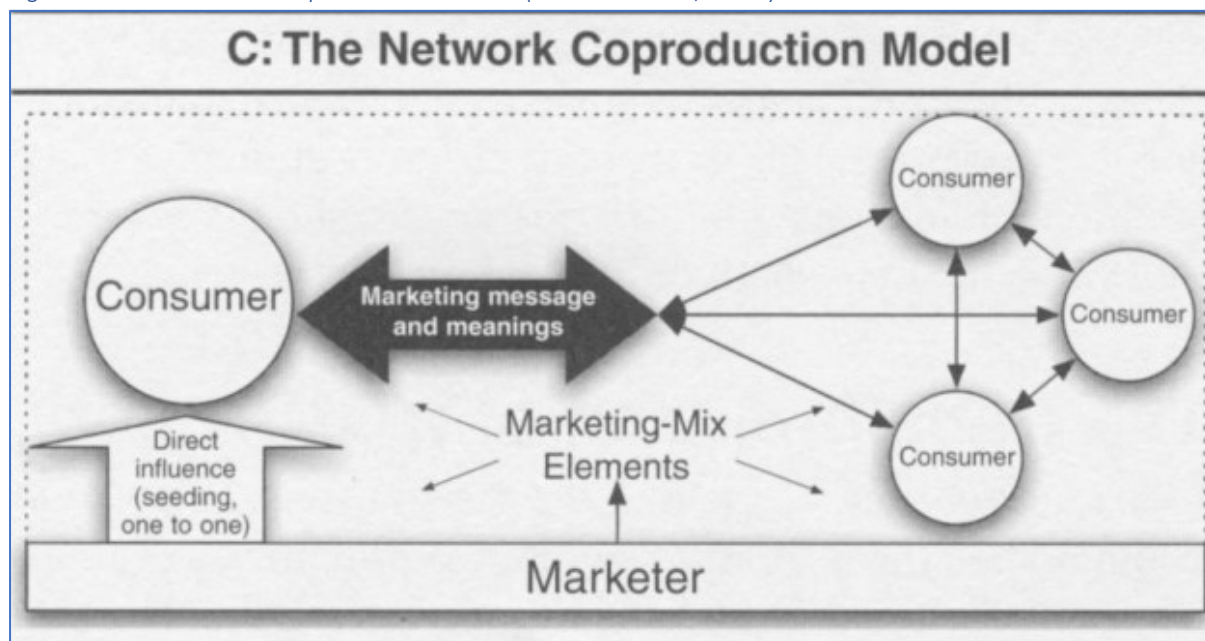 C: The Network Coproduction Model
Consumer
Consumer
Marketing message
and meanings
Consumer
Marketing-Mix
Elements
Consumer
Direct
influence
(seeding,
one to one)
Marketer